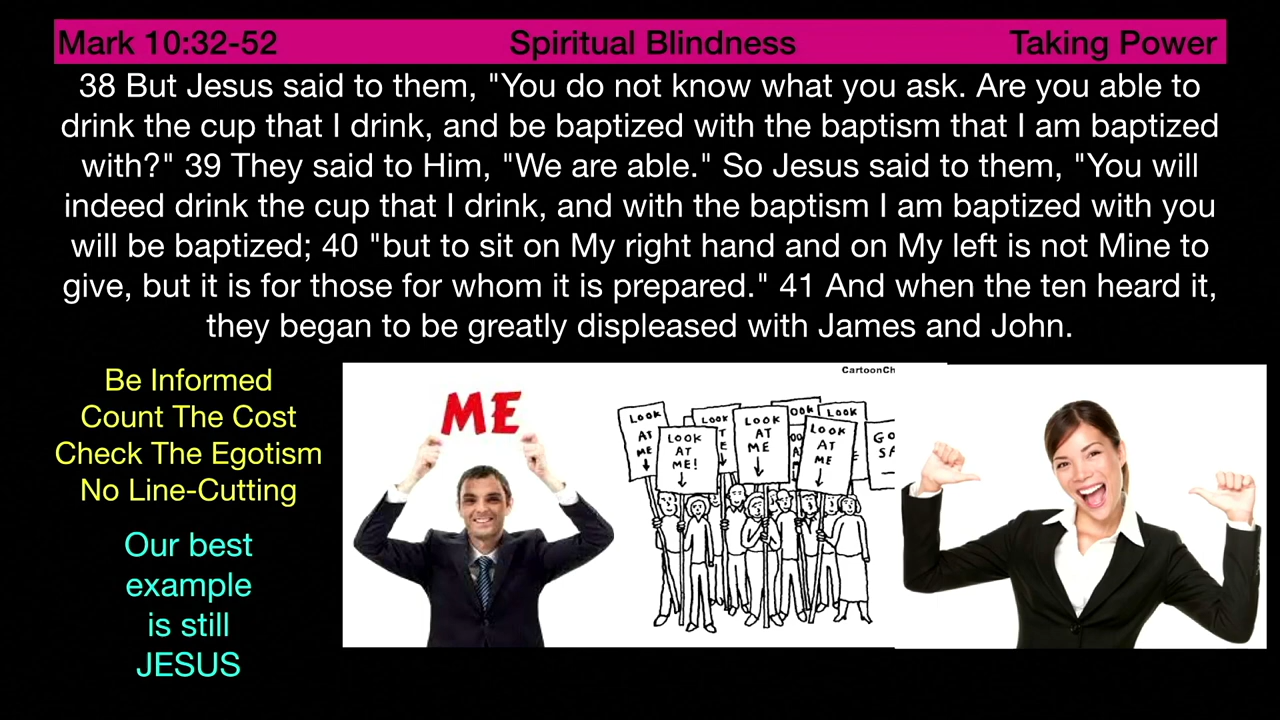 Mark 10:32-52 Spiritual Blindness Taking Power
38 But Jesus said to them, "You do not know what you ask. Are you able to
drink the cup that I drink, and be baptized with the baptism that I am baptized
with?" 39 They said to Him, "We are able." So Jesus said to them, "You will
indeed drink the cup that I drink, and with the baptism I am baptized with you
will be baptized; 40 "but to sit on My right hand and on My left is not Mine to
give, but it is for those for whom it is prepared." 41 And when the ten heard it,
they began to be greatly displeased with James and John.
Be Informed
Count The Cost
Check The Egotism
No Line-Cutting
Our best
example
is still
JESUS
ME
LOOK
AT
ME
LOOK
AT
ME!
LOOK
LOOK
AT
ME
LOOK
LOOK
AT
ME